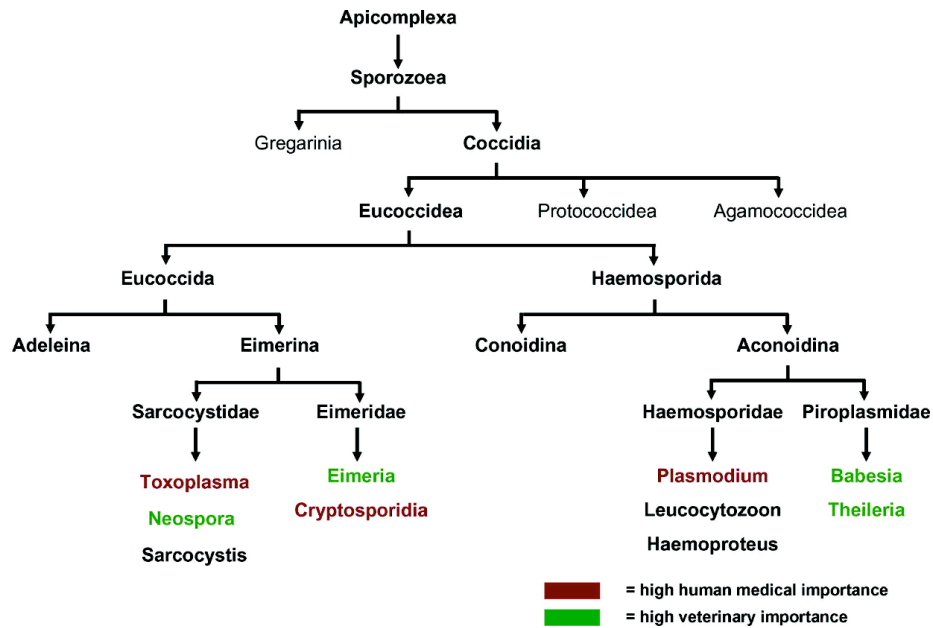 Apicomplexa
Sporozoea
Gregarinia Coccidia
Eucoccidea Protococcidea Agamococcidea
Eucoccida Haemosporida
Adeleina Eimerina Conoidina Aconoidina
Sarcocystidae Eimeridae Haemosporidae Piroplasmidae
Toxoplasma Eimeria Plasmodium Babesia
Neospora Cryptosporidia Leucocytozoon Theileria
Sarcocystis Haemoproteus
= high human medical importance
= high veterinary importance